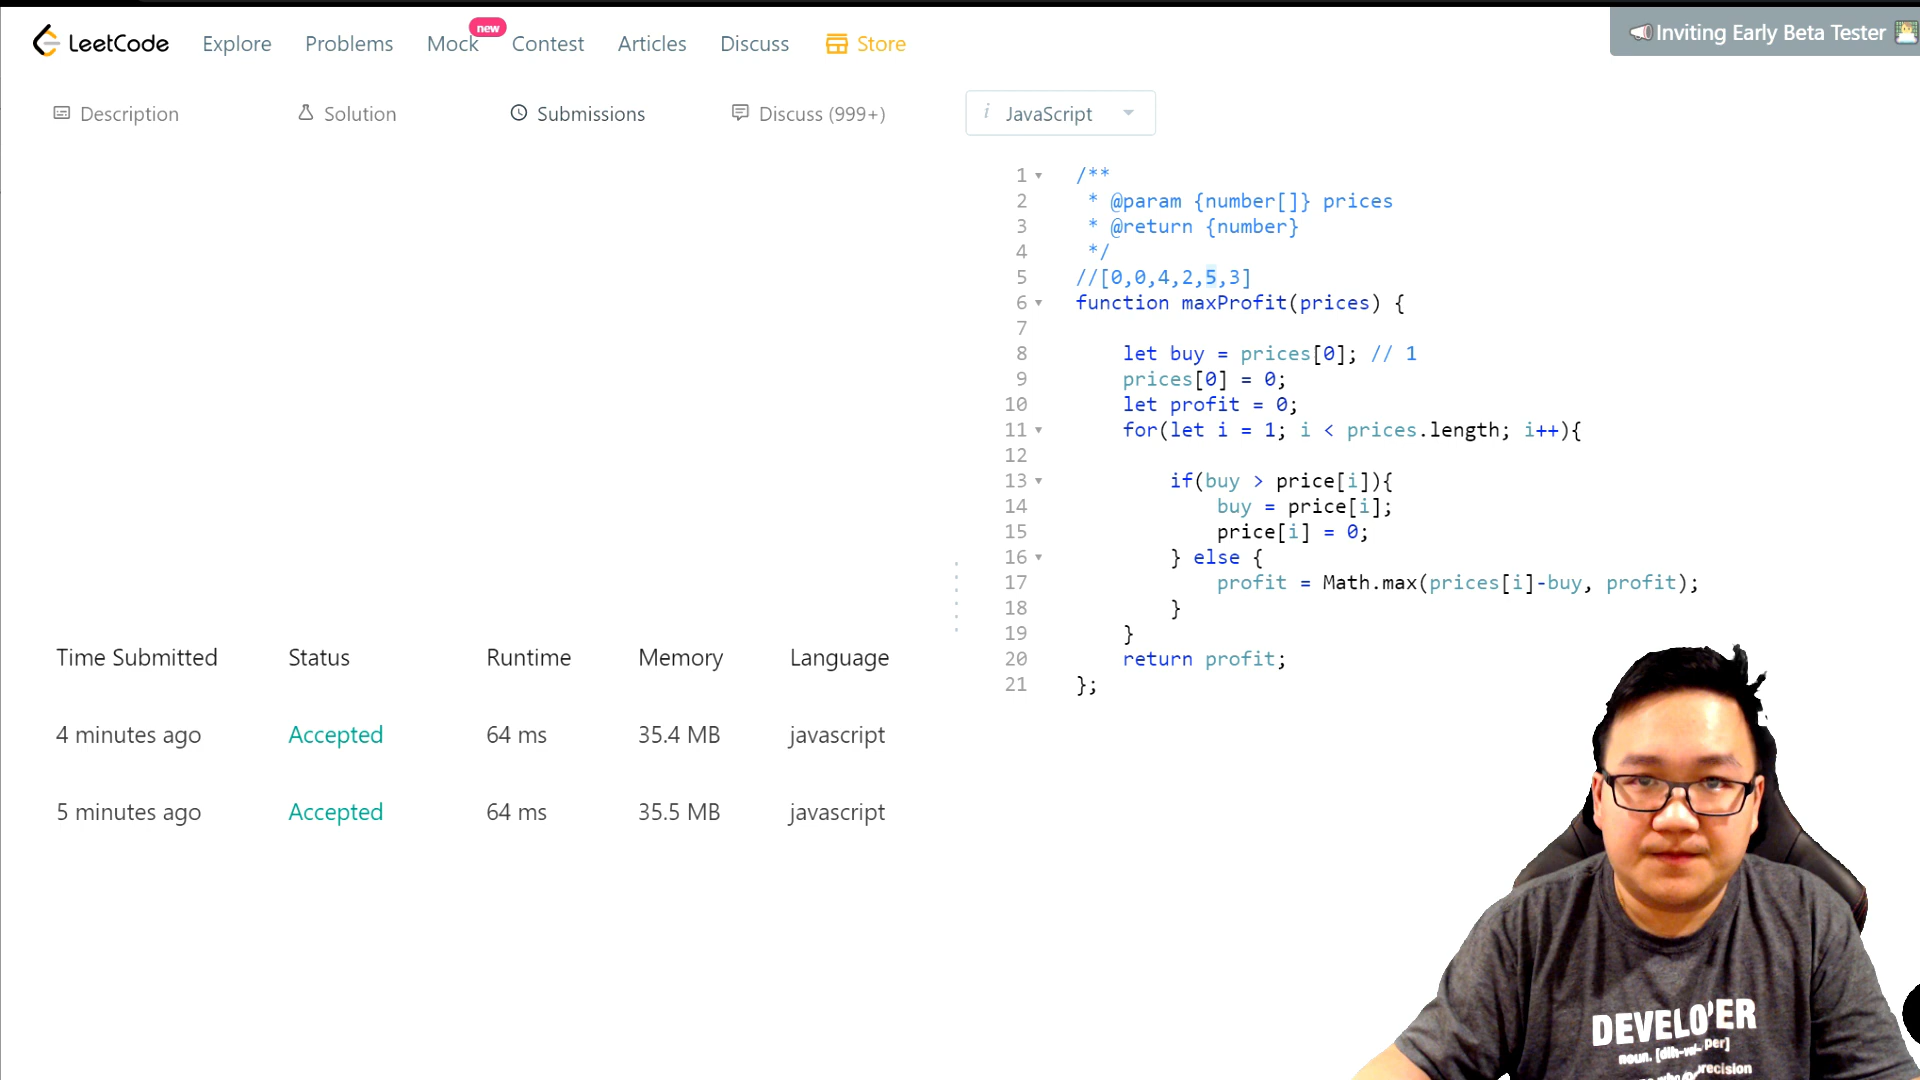 LeetCode
Explore
Problems
Mock
new
Contest
Articles
Discuss
Store
Inviting Early Beta Tester
Description
Solution
Submissions
Discuss (999+)
i JavaScript
1 /**
2 * @param {number[]} prices
3 * @return {number}
4 */
5 //[0,0,4,2,5,3]
6 function maxProfit(prices) {
7
8 let buy = prices[0]; // 1
9 prices[0] = 0;
10 let profit = 0;
11 for(let i = 1; i < prices.length; i++){
12
13 if(buy > price[i]){
14 buy = price[i];
15 price[i] = 0;
16 } else {
17 profit = Math.max(prices[i]-buy, profit);
18 }
19 }
20 return profit;
21 };
Time Submitted Status Runtime Memory Language
4 minutes ago Accepted 64 ms 35.4 MB javascript
5 minutes ago Accepted 64 ms 35.5 MB javascript
DEVELOPER
noun.